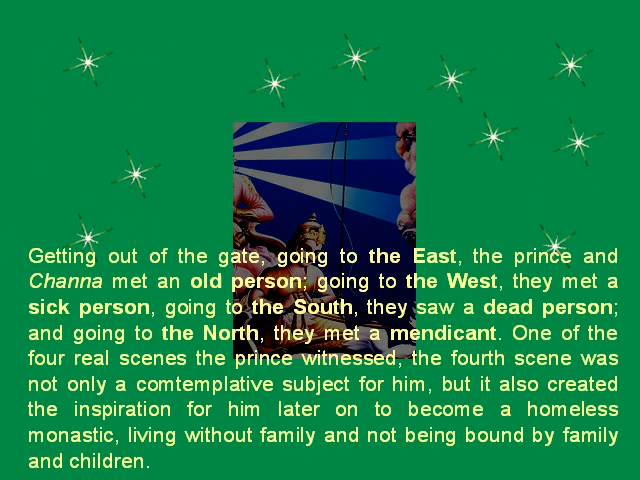 Getting out of the gate, going to the East, the prince and
Channa met an old person; going to the West, they met a
sick person, going to the South, they saw a dead person;
and going to the North, they met a mendicant. One of the
four real scenes the prince witnessed, the fourth scene was
not only a comtemplative subject for him, but it also created
the inspiration for him later on to become a homeless
monastic, living without family and not being bound by family
and children.